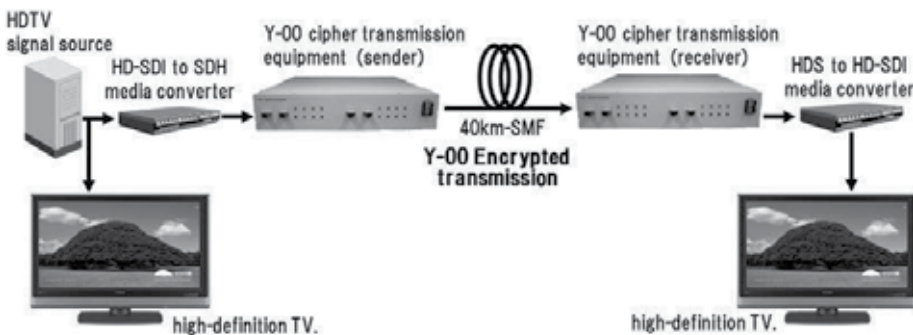 HDTV
signal source
HD-SDI to SDH
media converter
Y-00 cipher transmission
equipment (sender)
40km-SMF
Y-00 Encrypted
transmission
Y-00 cipher transmission
equipment (receiver)
HDS to HD-SDI
media converter
high-definition TV.
high-definition TV.